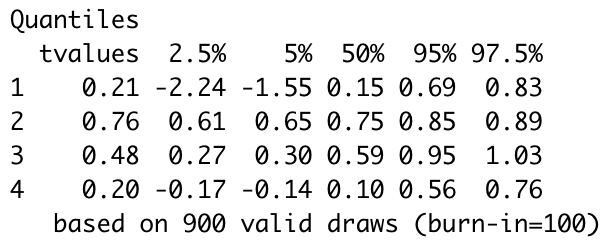 Quantiles
  tvalues  2.5%    5%  50%  95% 97.5%
1    0.21 -2.24 -1.55 0.15 0.69  0.83
2    0.76  0.61  0.65 0.75 0.85  0.89
3    0.48  0.27  0.30 0.59 0.95  1.03
4    0.20 -0.17 -0.14 0.10 0.56  0.76
   based on 900 valid draws (burn-in=100)